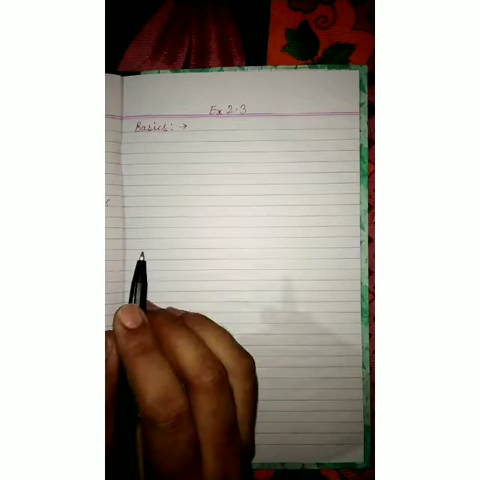 Ex 2.3
Basics: →